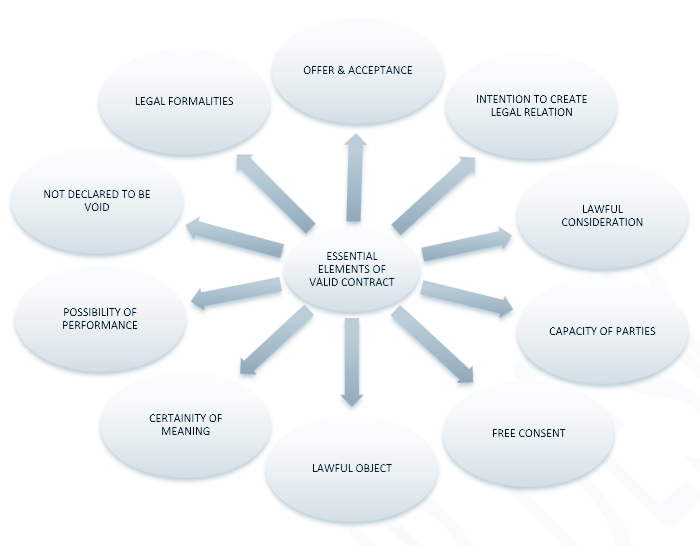 OFFER & ACCEPTANCE
INTENTION TO CREATE
LEGAL RELATION
LAWFUL
CONSIDERATION
CAPACITY OF PARTIES
FREE CONSENT
LAWFUL OBJECT
CERTAINITY OF
MEANING
POSSIBILITY OF
PERFORMANCE
NOT DECLARED TO BE
VOID
LEGAL FORMALITIES
ESSENTIAL
ELEMENTS OF
VALID CONTRACT